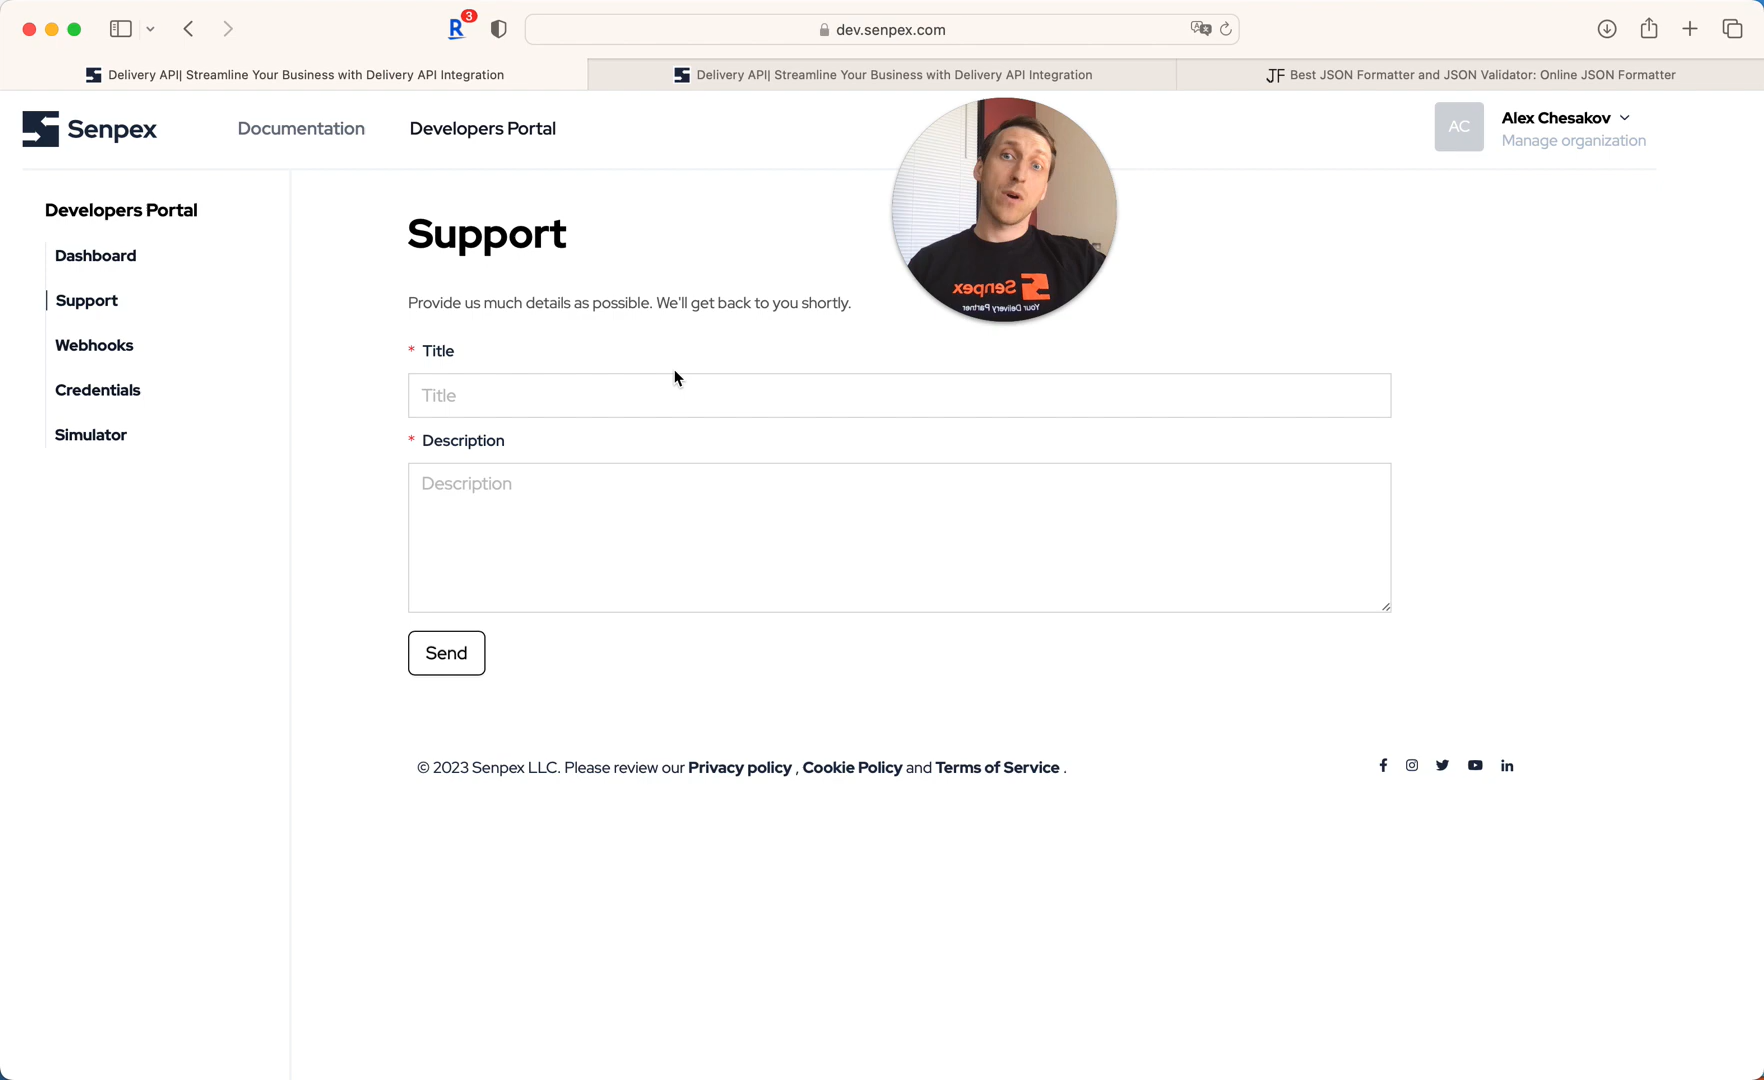 R 3
dev.senpex.com
Delivery API| Streamline Your Business with Delivery API Integration
Delivery API| Streamline Your Business with Delivery API Integration
JF Best JSON Formatter and JSON Validator: Online JSON Formatter
Senpex
Documentation
Developers Portal
AC
Alex Chesakov
Manage organization
Developers Portal
Dashboard
Support
Webhooks
Credentials
Simulator
Support
Provide us much details as possible. We'll get back to you shortly.
* Title
Title
* Description
Description
Send
Senpex
Your Delivery Partner
© 2023 Senpex LLC. Please review our Privacy policy , Cookie Policy and Terms of Service .